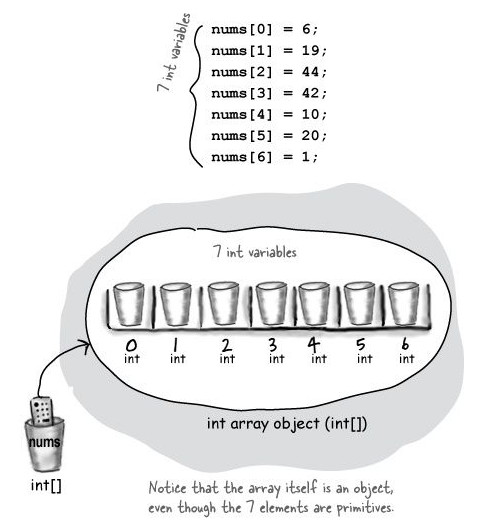 7 int variables
nums[0] = 6;
nums[1] = 19;
nums[2] = 44;
nums[3] = 42;
nums[4] = 10;
nums[5] = 20;
nums[6] = 1;
7 int variables
0 1 2 3 4 5 6
int int int int int int int
int array object (int[])
nums
int[]
Notice that the array itself is an object,
even though the 7 elements are primitives.